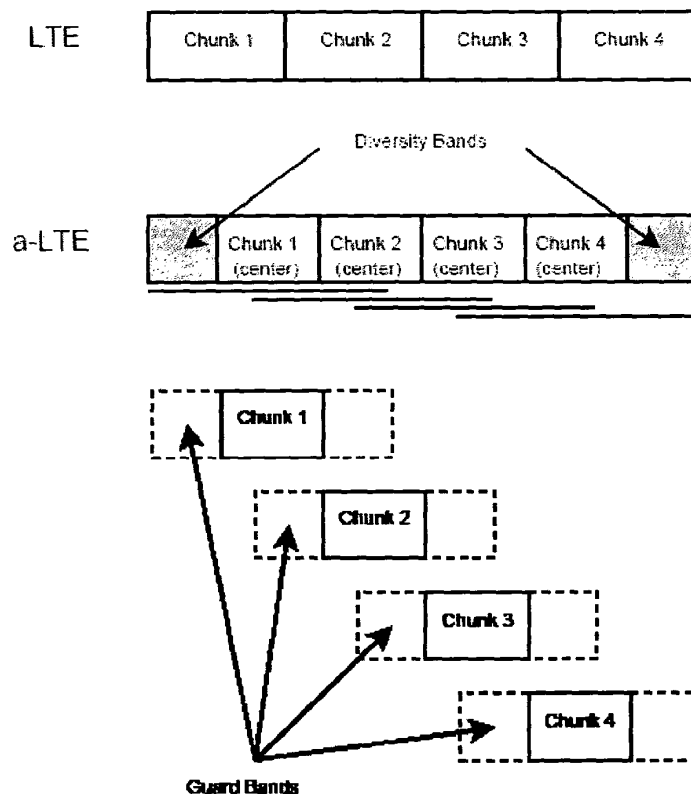 LTE
Chunk 1 Chunk 2 Chunk 3 Chunk 4
Diversity Bands
a-LTE
Chunk 1 Chunk 2 Chunk 3 Chunk 4
(center) (center) (center) (center)
Chunk 1
Chunk 2
Chunk 3
Chunk 4
Guard Bands